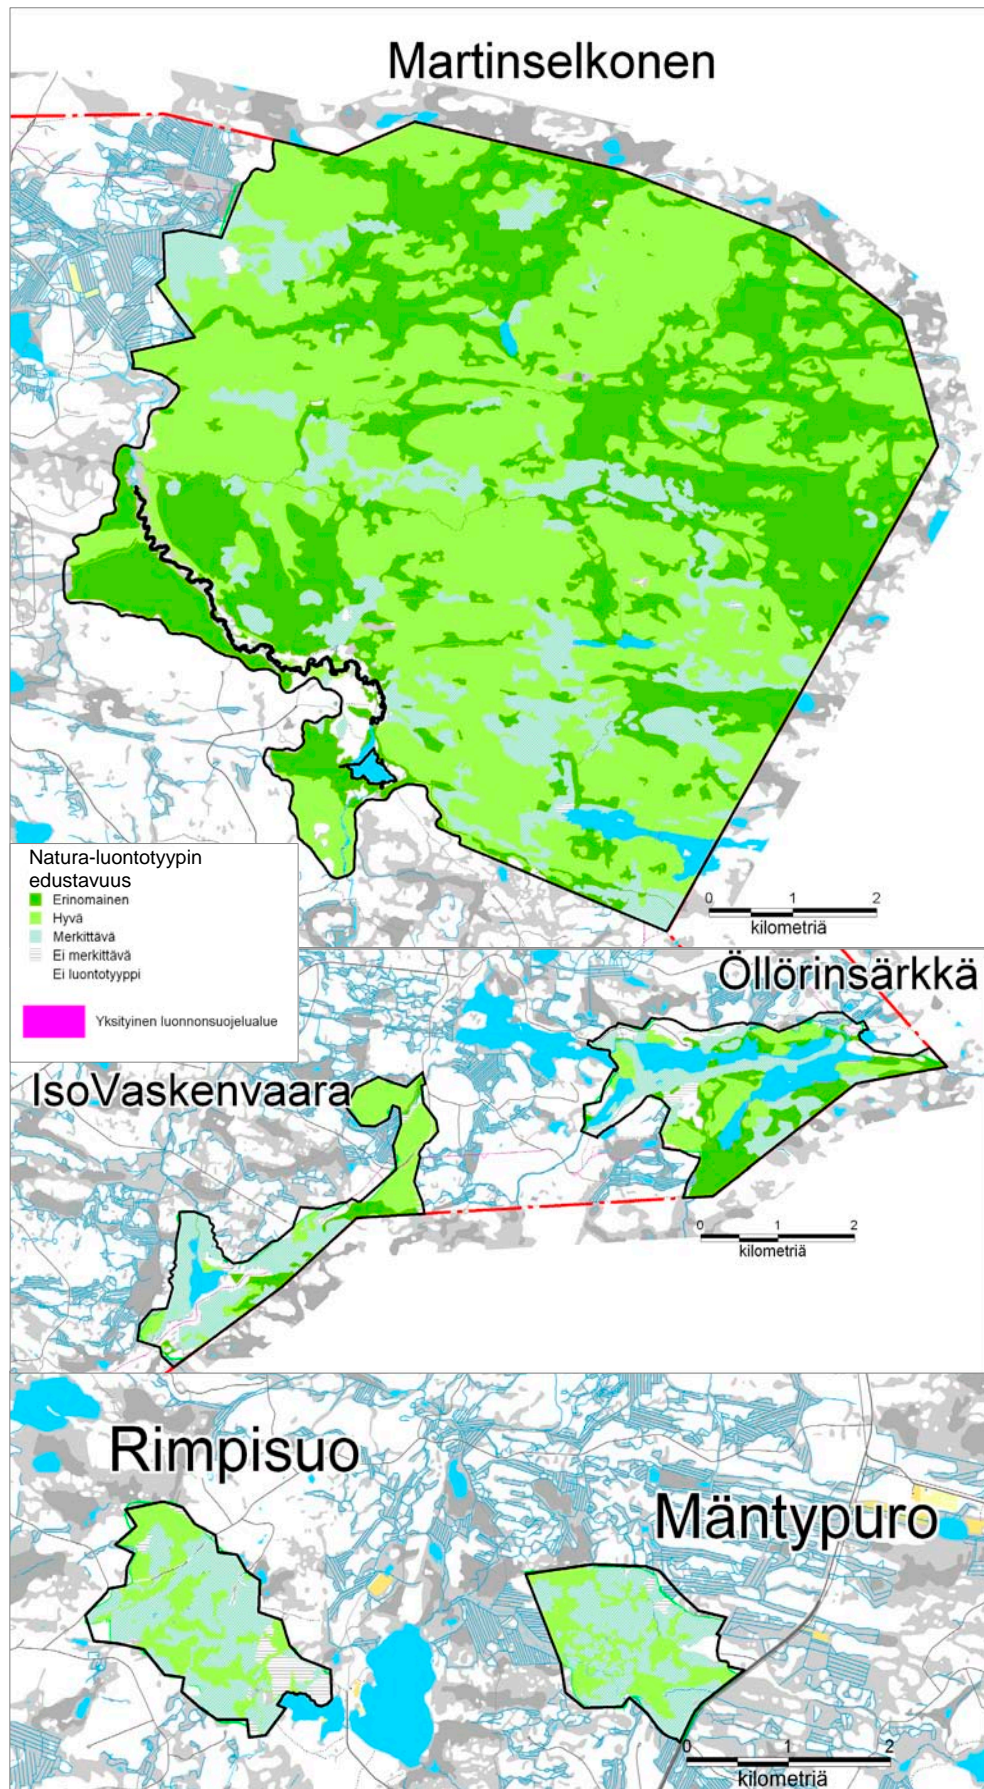 Martinselkonen
0 1 2
kilometriä
Natura-luontotyypin
edustavuus
Erinomainen
Hyvä
Merkittävä
Ei merkittävä
Ei luontotyyppi
Yksityinen luonnonsuojelualue
Öllörinsärkkä
IsoVaskenvaara
0 1 2
kilometriä
Rimpisuo
Mäntypuro
0 1 2
kilometriä